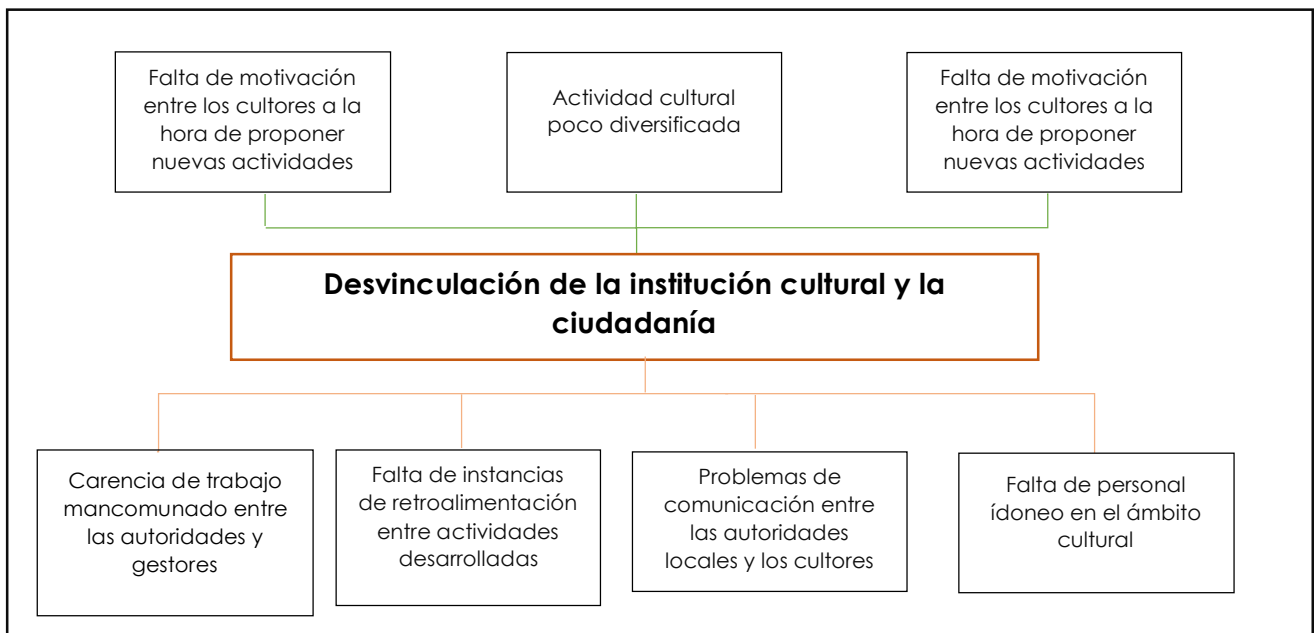 Falta de motivación
entre los cultores a la
hora de proponer
nuevas actividades
Actividad cultural
poco diversificada
Falta de motivación
entre los cultores a la
hora de proponer
nuevas actividades
Desvinculación de la institución cultural y la
ciudadanía
Carencia de trabajo
mancomunado entre
las autoridades y
gestores
Falta de instancias
de retroalimentación
entre actividades
desarrolladas
Problemas de
comunicación entre
las autoridades
locales y los cultores
Falta de personal
ídoneo en el ámbito
cultural